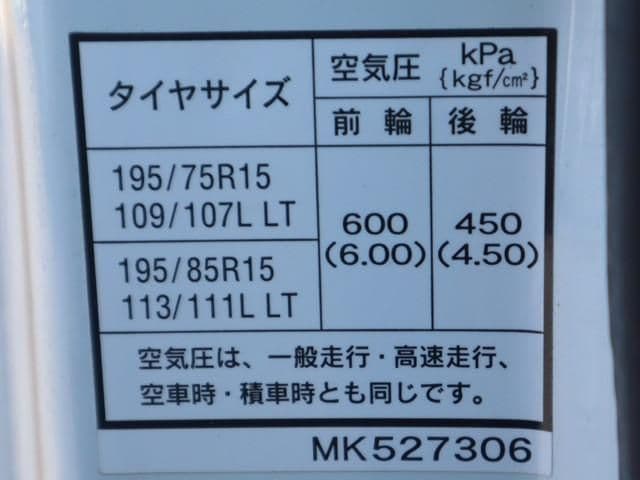 タイヤサイズ
空気圧 kPa
{kgf/cm²}
前輪 後輪
195/75R15
109/107L LT
195/85R15
113/111L LT
600 450
(6.00) (4.50)
空気圧は、一般走行・高速走行、
空車時・積車時とも同じです。
MK527306